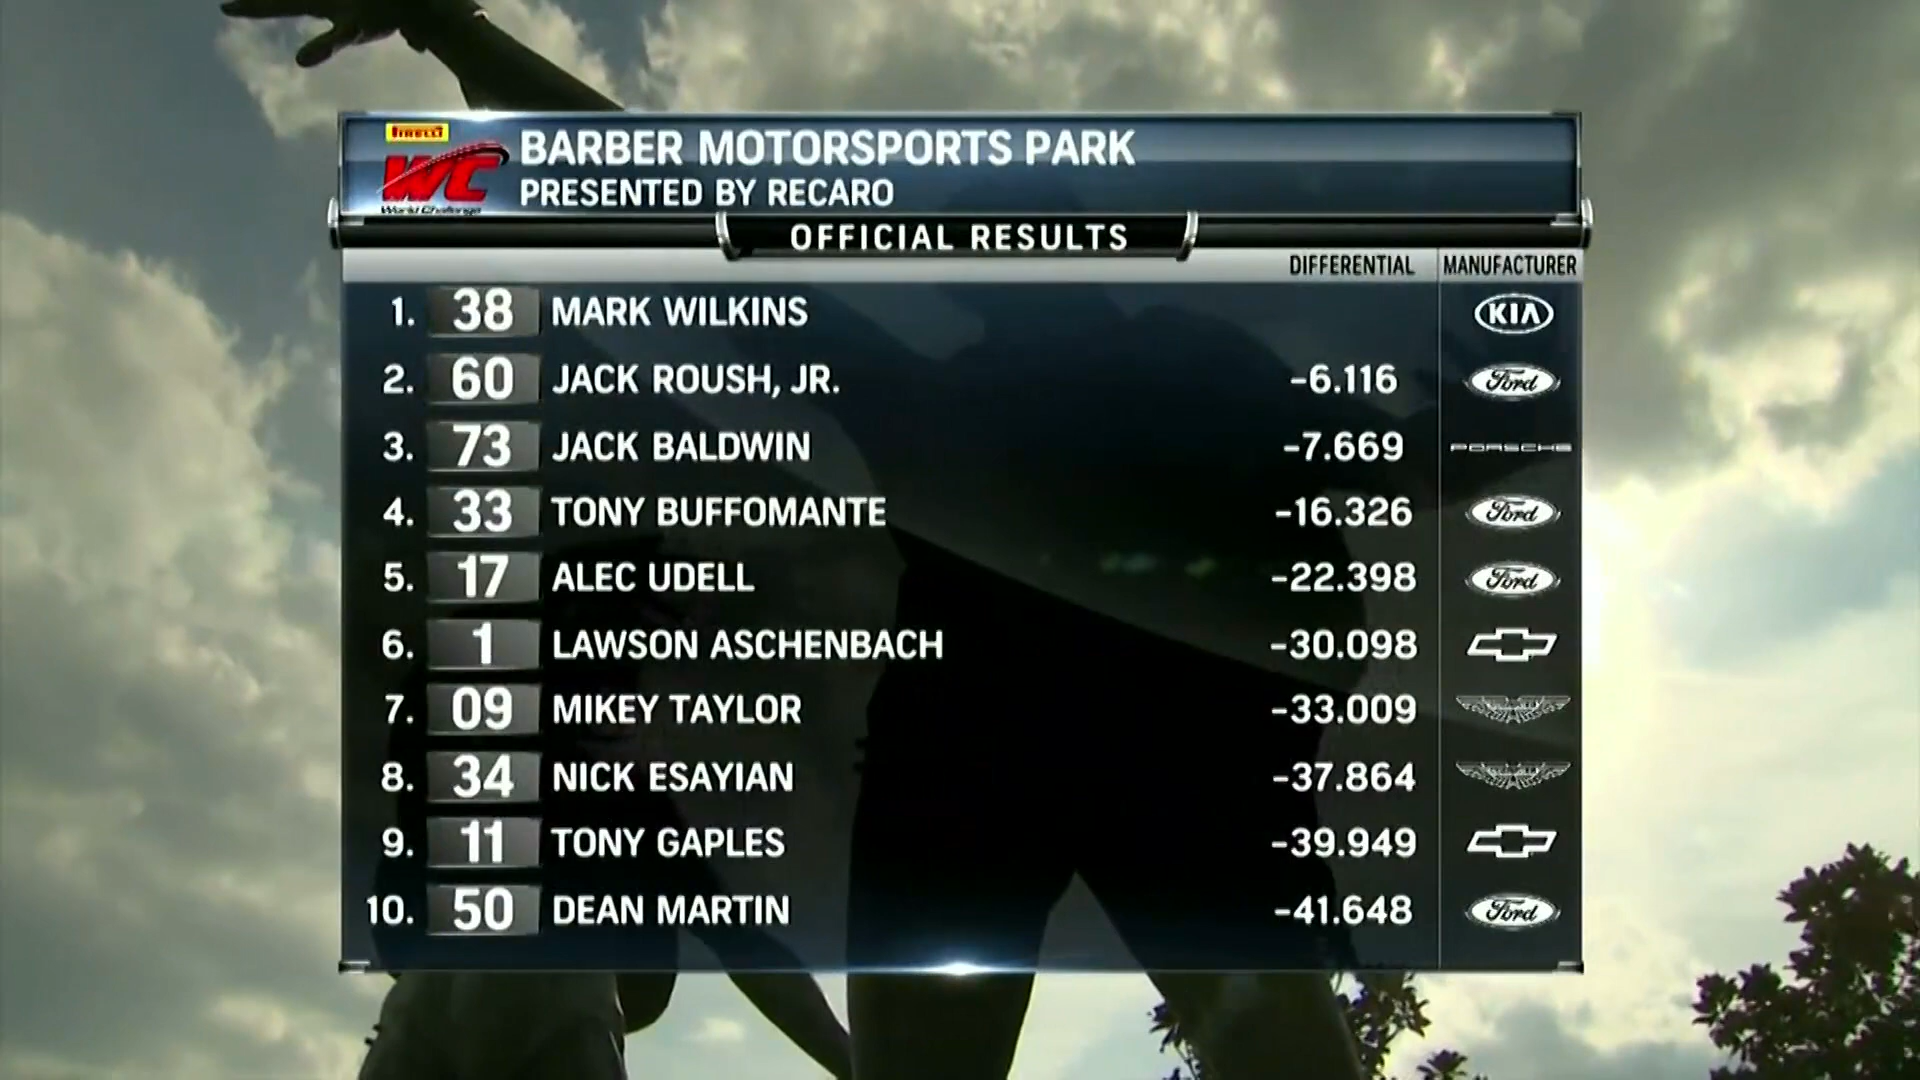 PIRELLI
WC
World Challenge
BARBER MOTORSPORTS PARK
PRESENTED BY RECARO
OFFICIAL RESULTS
DIFFERENTIAL MANUFACTURER
1. 38 MARK WILKINS KIA
2. 60 JACK ROUSH, JR. -6.116 Ford
3. 73 JACK BALDWIN -7.669 PORSCHE
4. 33 TONY BUFFOMANTE -16.326 Ford
5. 17 ALEC UDELL -22.398 Ford
6. 1 LAWSON ASCHENBACH -30.098
7. 09 MIKEY TAYLOR -33.009
8. 34 NICK ESAYIAN -37.864
9. 11 TONY GAPLES -39.949
10. 50 DEAN MARTIN -41.648 Ford